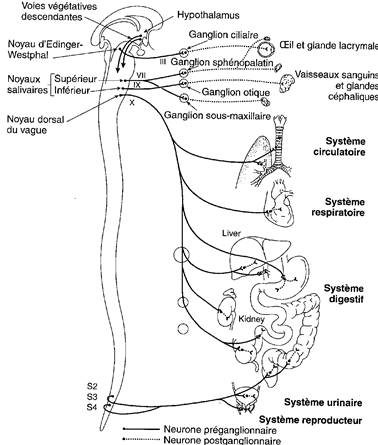 Voies végétatives
descendantes
Hypothalamus
Noyau d'Edinger-
Westphal
Ganglion ciliaire
Œil et glande lacrymale
III
Ganglion sphénopalatin
Noyaux
salivaires
Supérieur
Inférieur
VII
IX
X
Vaisseaux sanguins
et glandes
céphaliques
Ganglion otique
Noyau dorsal
du vague
Ganglion sous-maxillaire
Système
circulatoire
Système
respiratoire
Liver
Système
digestif
Kidney
S2
S3
S4
Système urinaire
Système reproducteur
Neurone préganglionnaire
Neurone postganglionnaire